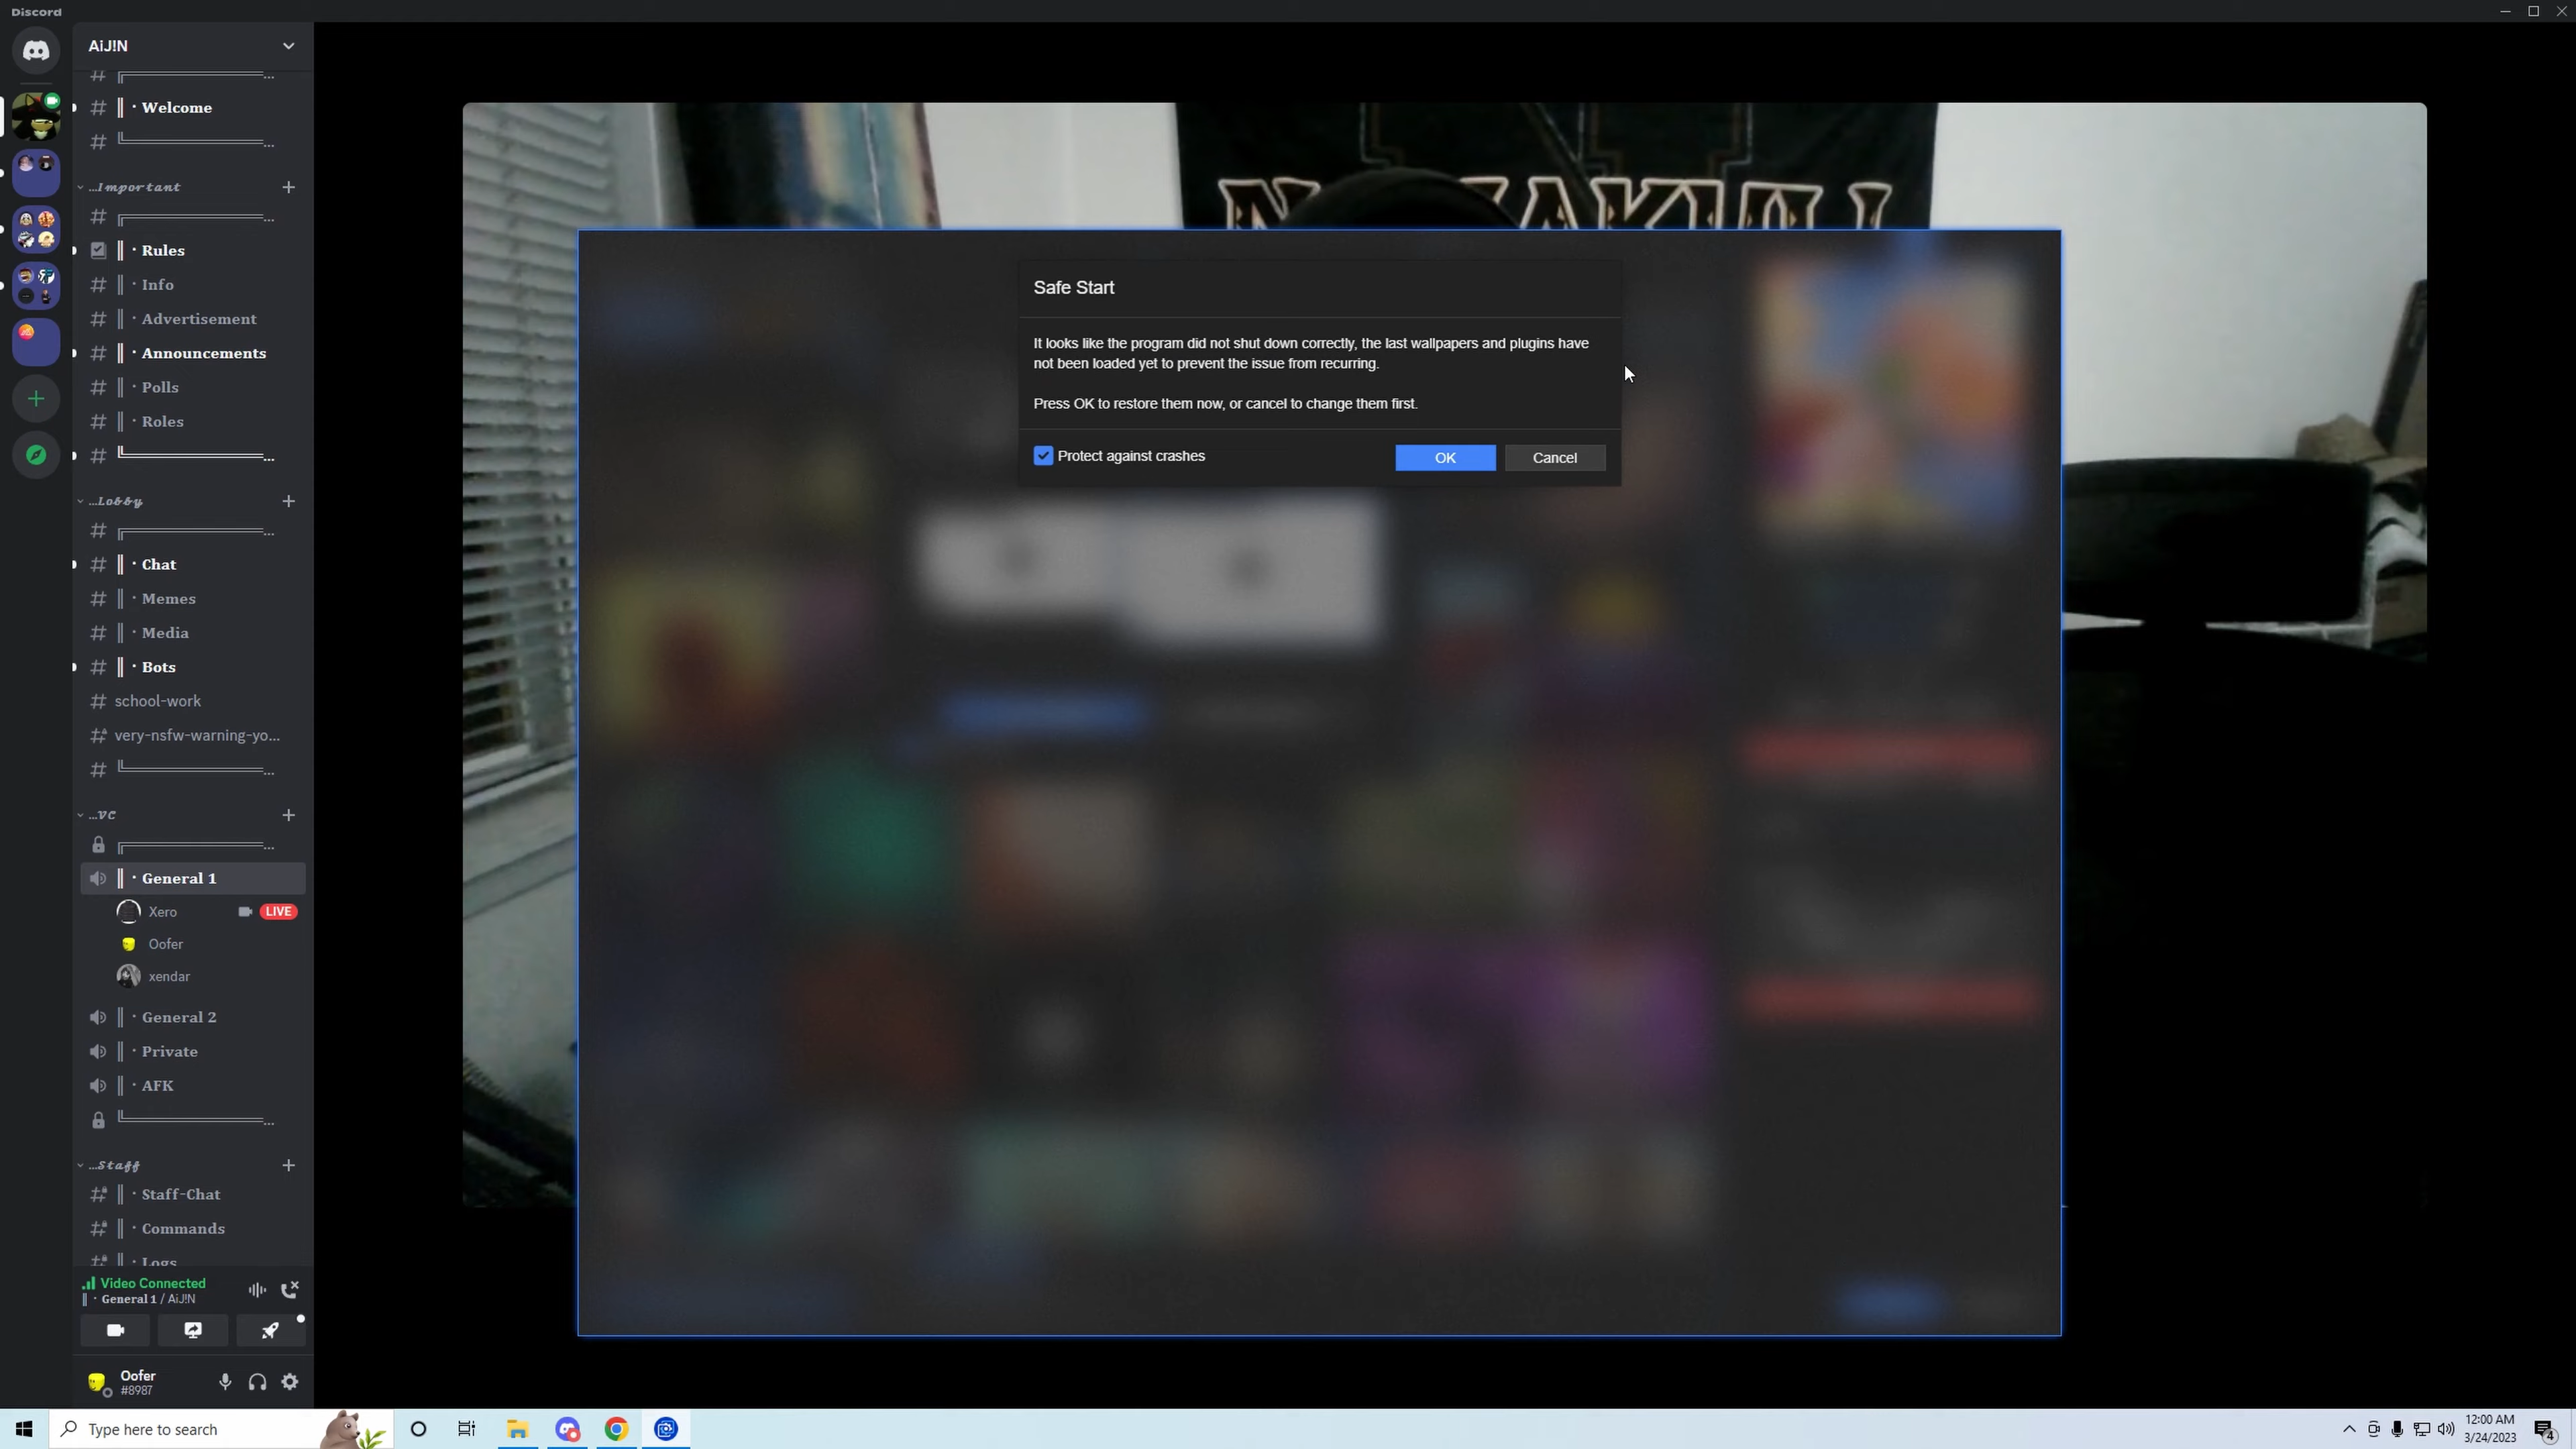 Discord
AiJ!N
╔══════════...
║・Welcome
╚══════════...
...Important
╔══════════...
║・Rules
║・Info
║・Advertisement
║・Announcements
║・Polls
║・Roles
╚══════════...
...Lobby
╔══════════...
║・Chat
║・Memes
║・Media
║・Bots
school-work
very-nsfw-warning-yo...
╚══════════...
...VC
╔══════════...
║・General 1
Xero LIVE
Oofer
xendar
║・General 2
║・Private
║・AFK
╚══════════...
...Staff
║・Staff-Chat
║・Commands
║・Logs
Video Connected
║・General 1 / AiJ!N
Oofer
#8987
Safe Start
It looks like the program did not shut down correctly, the last wallpapers and plugins have
not been loaded yet to prevent the issue from recurring.
Press OK to restore them now, or cancel to change them first.
Protect against crashes
OK
Cancel
Type here to search
12:00 AM
3/24/2023
4